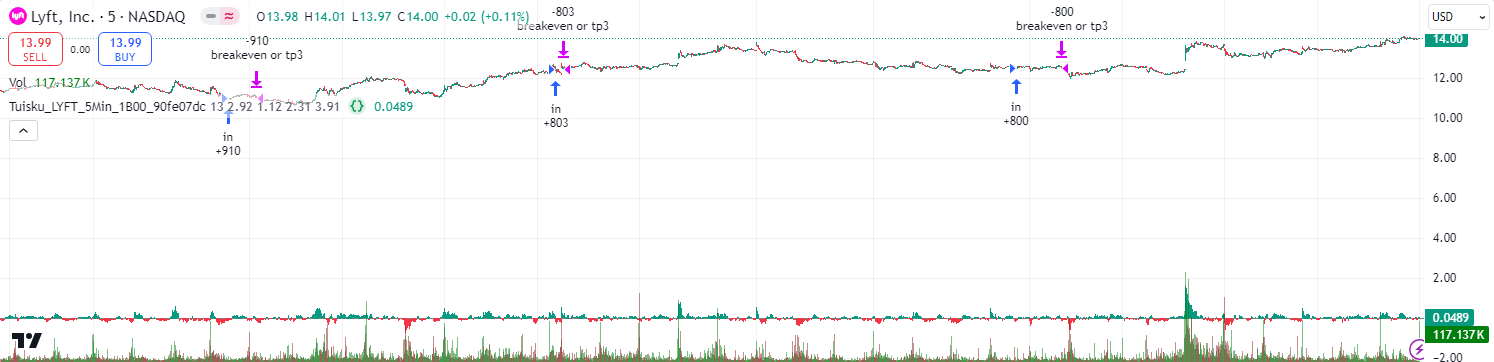 Lyft, Inc. · 5 · NASDAQ O13.98 H14.01 L13.97 C14.00 +0.02 (+0.11%)
USD
13.99 SELL 0.00 13.99 BUY
Vol 117.137 K
Tuisku_LYFT_5Min_1B00_90fe07dc 13 2.92 1.12 2.31 3.91 {} 0.0489
-910
breakeven or tp3
in
+910
-803
breakeven or tp3
in
+803
-800
breakeven or tp3
in
+800
14.00
12.00
10.00
8.00
6.00
4.00
2.00
0.0489
117.137 K
−2.00